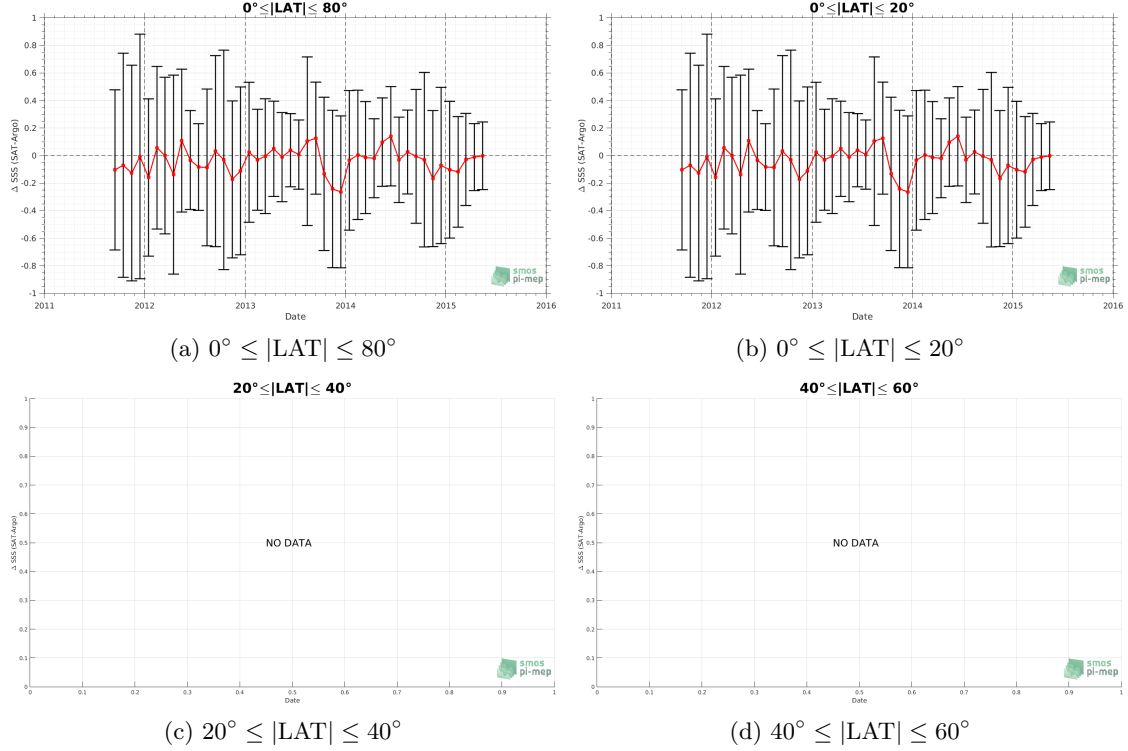 0°≤|LAT|≤ 80°
1
0.8
0.6
0.4
0.2
0
-0.2
-0.4
-0.6
-0.8
-1
Δ SSS (SAT-Argo)
2011 2012 2013 2014 2015 2016
Date
smos
pi-mep
(a) 0° ≤ |LAT| ≤ 80°
0°≤|LAT|≤ 20°
1
0.8
0.6
0.4
0.2
0
-0.2
-0.4
-0.6
-0.8
-1
Δ SSS (SAT-Argo)
2011 2012 2013 2014 2015 2016
Date
smos
pi-mep
(b) 0° ≤ |LAT| ≤ 20°
20°≤|LAT|≤ 40°
1
0.9
0.8
0.7
0.6
0.5
0.4
0.3
0.2
0.1
0
Δ SSS (SAT-Argo)
NO DATA
0 0.1 0.2 0.3 0.4 0.5 0.6 0.7 0.8 0.9 1
Date
smos
pi-mep
(c) 20° ≤ |LAT| ≤ 40°
40°≤|LAT|≤ 60°
1
0.9
0.8
0.7
0.6
0.5
0.4
0.3
0.2
0.1
0
Δ SSS (SAT-Argo)
NO DATA
0 0.1 0.2 0.3 0.4 0.5 0.6 0.7 0.8 0.9 1
Date
smos
pi-mep
(d) 40° ≤ |LAT| ≤ 60°